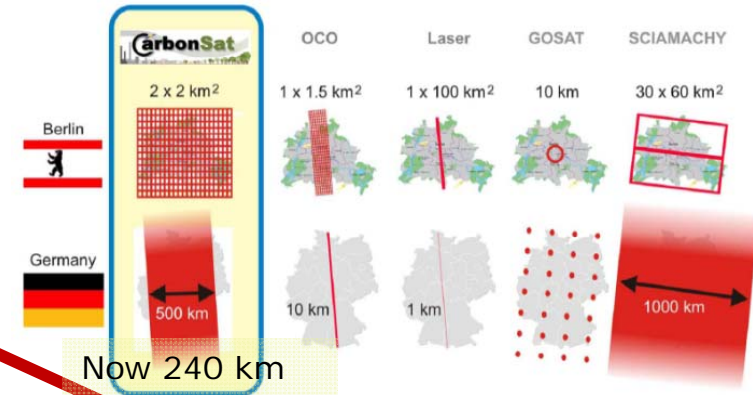 CarbonSat
OCO
Laser
GOSAT
SCIAMACHY
2 x 2 km²
1 x 1.5 km²
1 x 100 km²
10 km
30 x 60 km²
Berlin
Germany
500 km
10 km
1 km
1000 km
Now 240 km